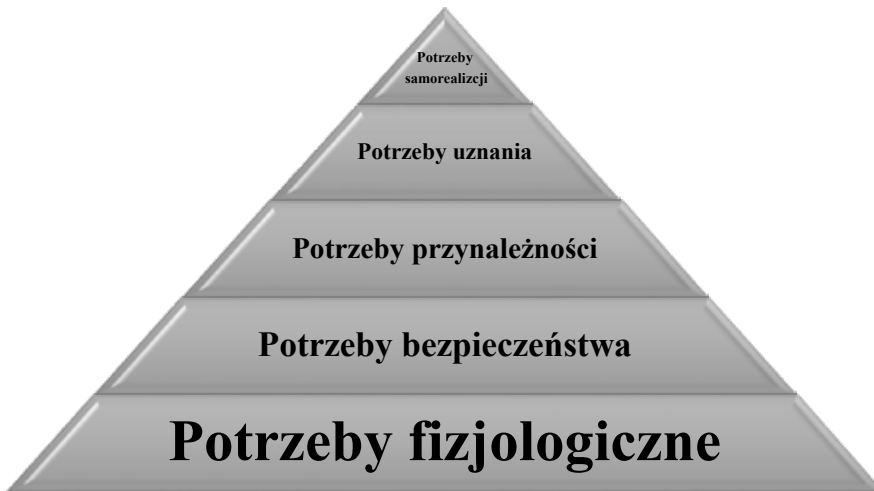 Potrzeby
samorealizcji
Potrzeby uznania
Potrzeby przynależności
Potrzeby bezpieczeństwa
Potrzeby fizjologiczne